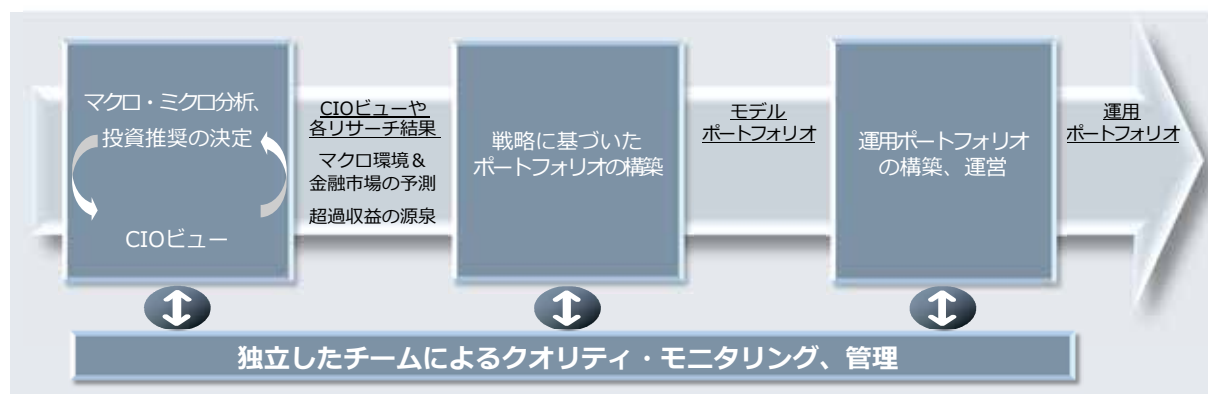 マクロ・ミクロ分析、
投資推奨の決定
CIOビュー
CIOビューや
各リサーチ結果
マクロ環境&
金融市場の予測
超過収益の源泉
戦略に基づいた
ポートフォリオの構築
モデル
ポートフォリオ
運用ポートフォリオ
の構築、運営
運用
ポートフォリオ
独立したチームによるクオリティ・モニタリング、管理